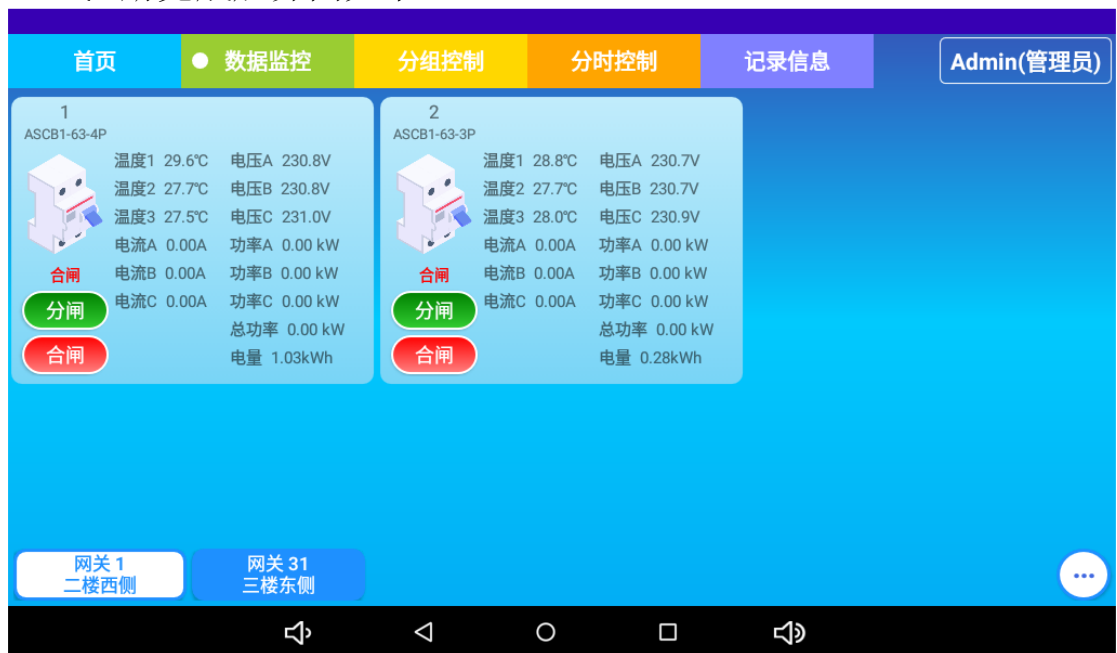 首页
数据监控
分组控制
分时控制
记录信息
Admin(管理员)
1
ASCB1-63-4P
温度1 29.6℃ 电压A 230.8V
温度2 27.7℃ 电压B 230.8V
温度3 27.5℃ 电压C 231.0V
电流A 0.00A 功率A 0.00 kW
合闸 电流B 0.00A 功率B 0.00 kW
分闸 电流C 0.00A 功率C 0.00 kW
总功率 0.00 kW
合闸 电量 1.03kWh
2
ASCB1-63-3P
温度1 28.8℃ 电压A 230.7V
温度2 27.7℃ 电压B 230.7V
温度3 28.0℃ 电压C 230.9V
电流A 0.00A 功率A 0.00 kW
合闸 电流B 0.00A 功率B 0.00 kW
分闸 电流C 0.00A 功率C 0.00 kW
总功率 0.00 kW
合闸 电量 0.28kWh
网关 1
二楼西侧
网关 31
三楼东侧